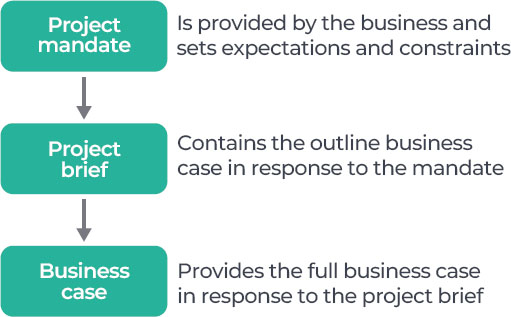 Project
mandate
Is provided by the business and
sets expectations and constraints
Project
brief
Contains the outline business
case in response to the mandate
Business
case
Provides the full business case
in response to the project brief